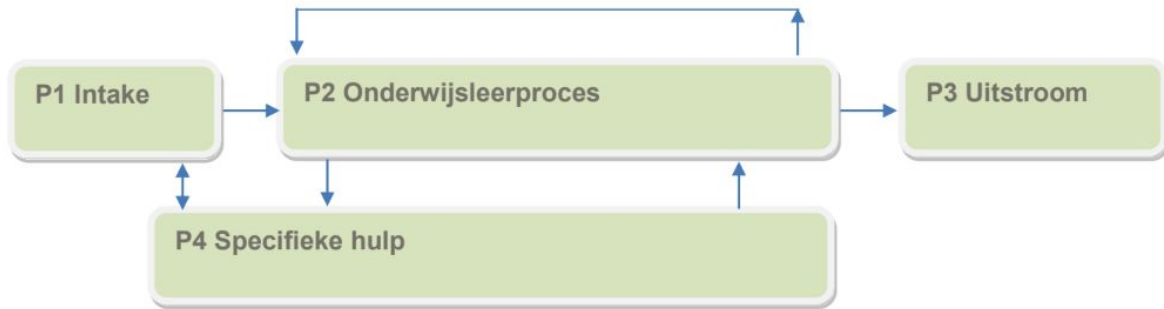 P1 Intake
P2 Onderwijsleerproces
P3 Uitstroom
P4 Specifieke hulp